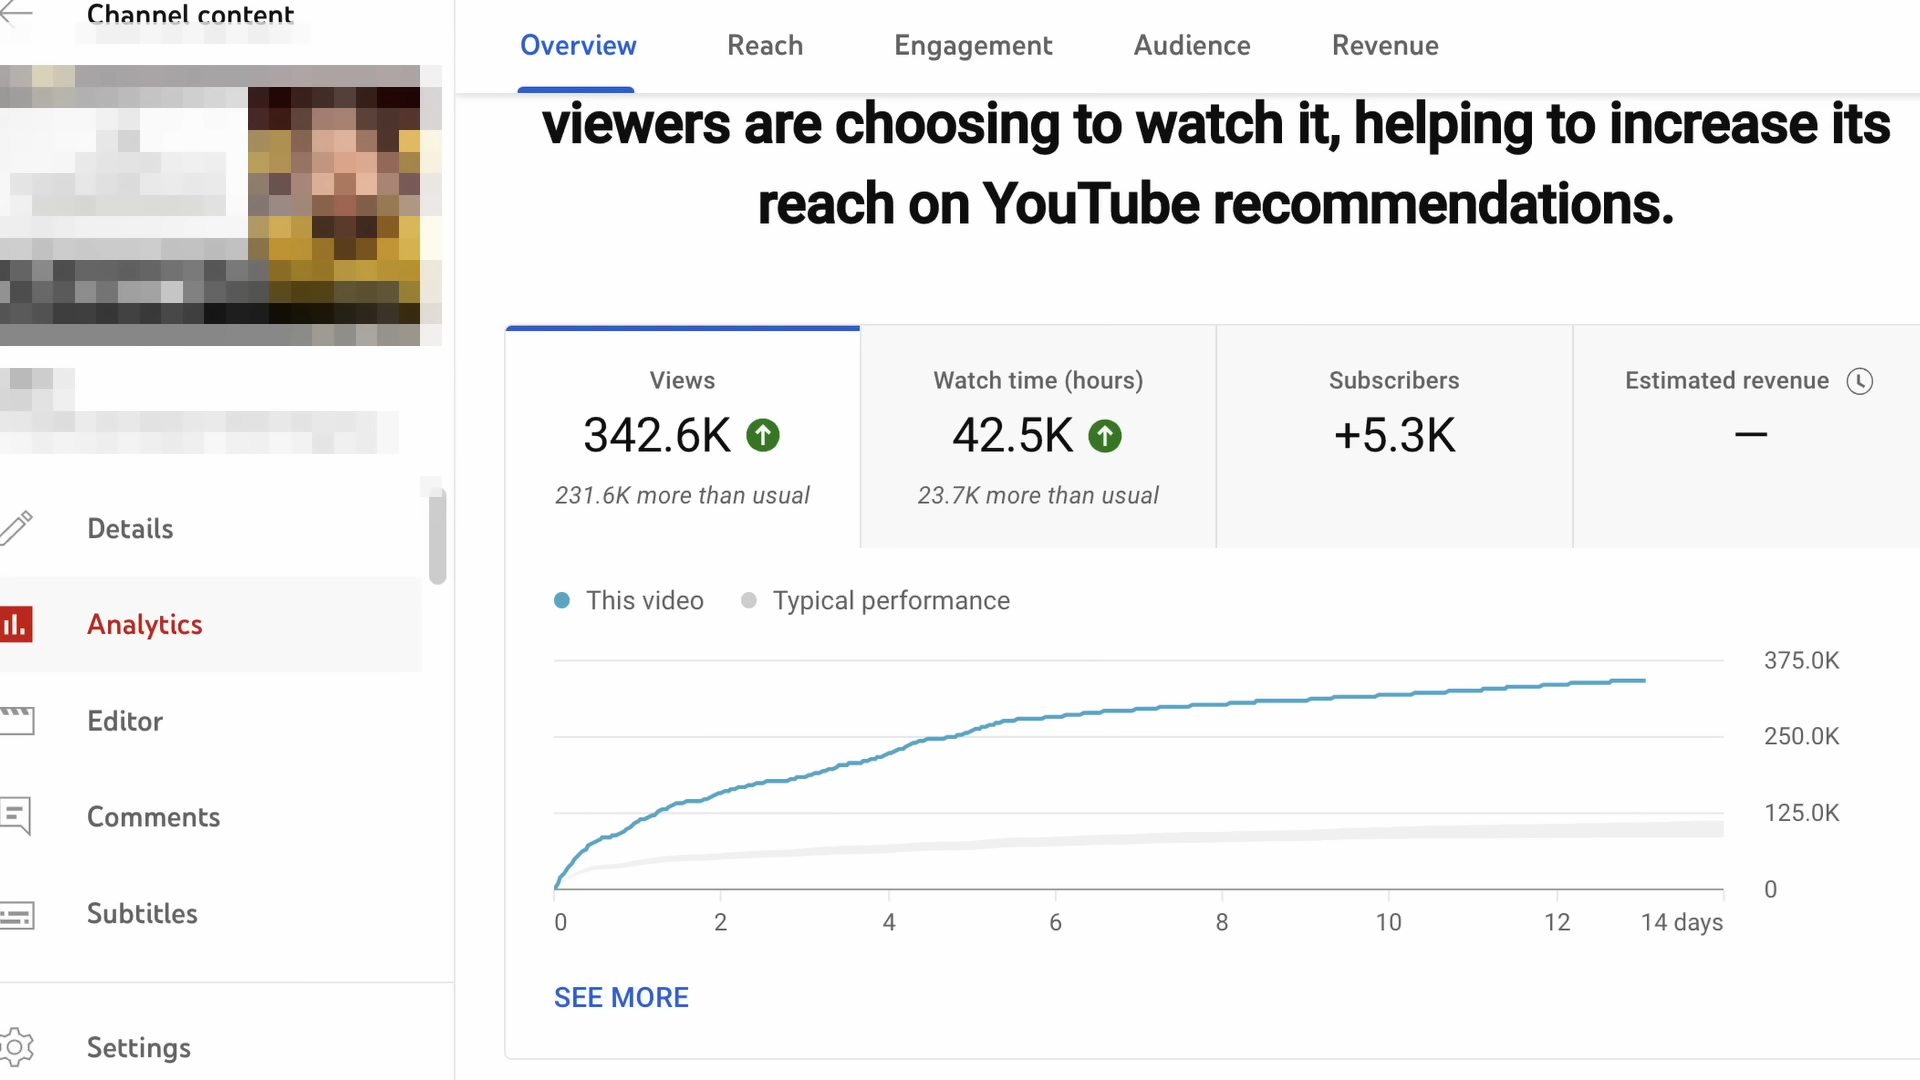 Channel content
Overview
Reach
Engagement
Audience
Revenue
viewers are choosing to watch it, helping to increase its
reach on YouTube recommendations.
Views
342.6K
231.6K more than usual
Watch time (hours)
42.5K
23.7K more than usual
Subscribers
+5.3K
Estimated revenue
—
Details
Analytics
Editor
Comments
Subtitles
Settings
This video
Typical performance
375.0K
250.0K
125.0K
0
0 2 4 6 8 10 12 14 days
SEE MORE